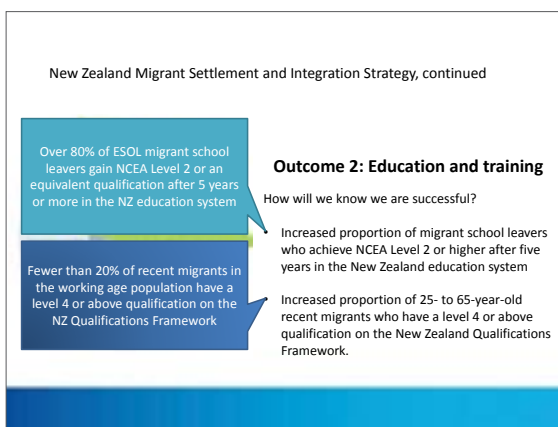 New Zealand Migrant Settlement and Integration Strategy, continued
Over 80% of ESOL migrant school
leavers gain NCEA Level 2 or an
equivalent qualification after 5 years
or more in the NZ education system
Fewer than 20% of recent migrants in
the working age population have a
level 4 or above qualification on the
NZ Qualifications Framework
Outcome 2: Education and training
How will we know we are successful?
• Increased proportion of migrant school leavers
who achieve NCEA Level 2 or higher after five
years in the New Zealand education system
• Increased proportion of 25- to 65-year-old
recent migrants who have a level 4 or above
qualification on the New Zealand Qualifications
Framework.